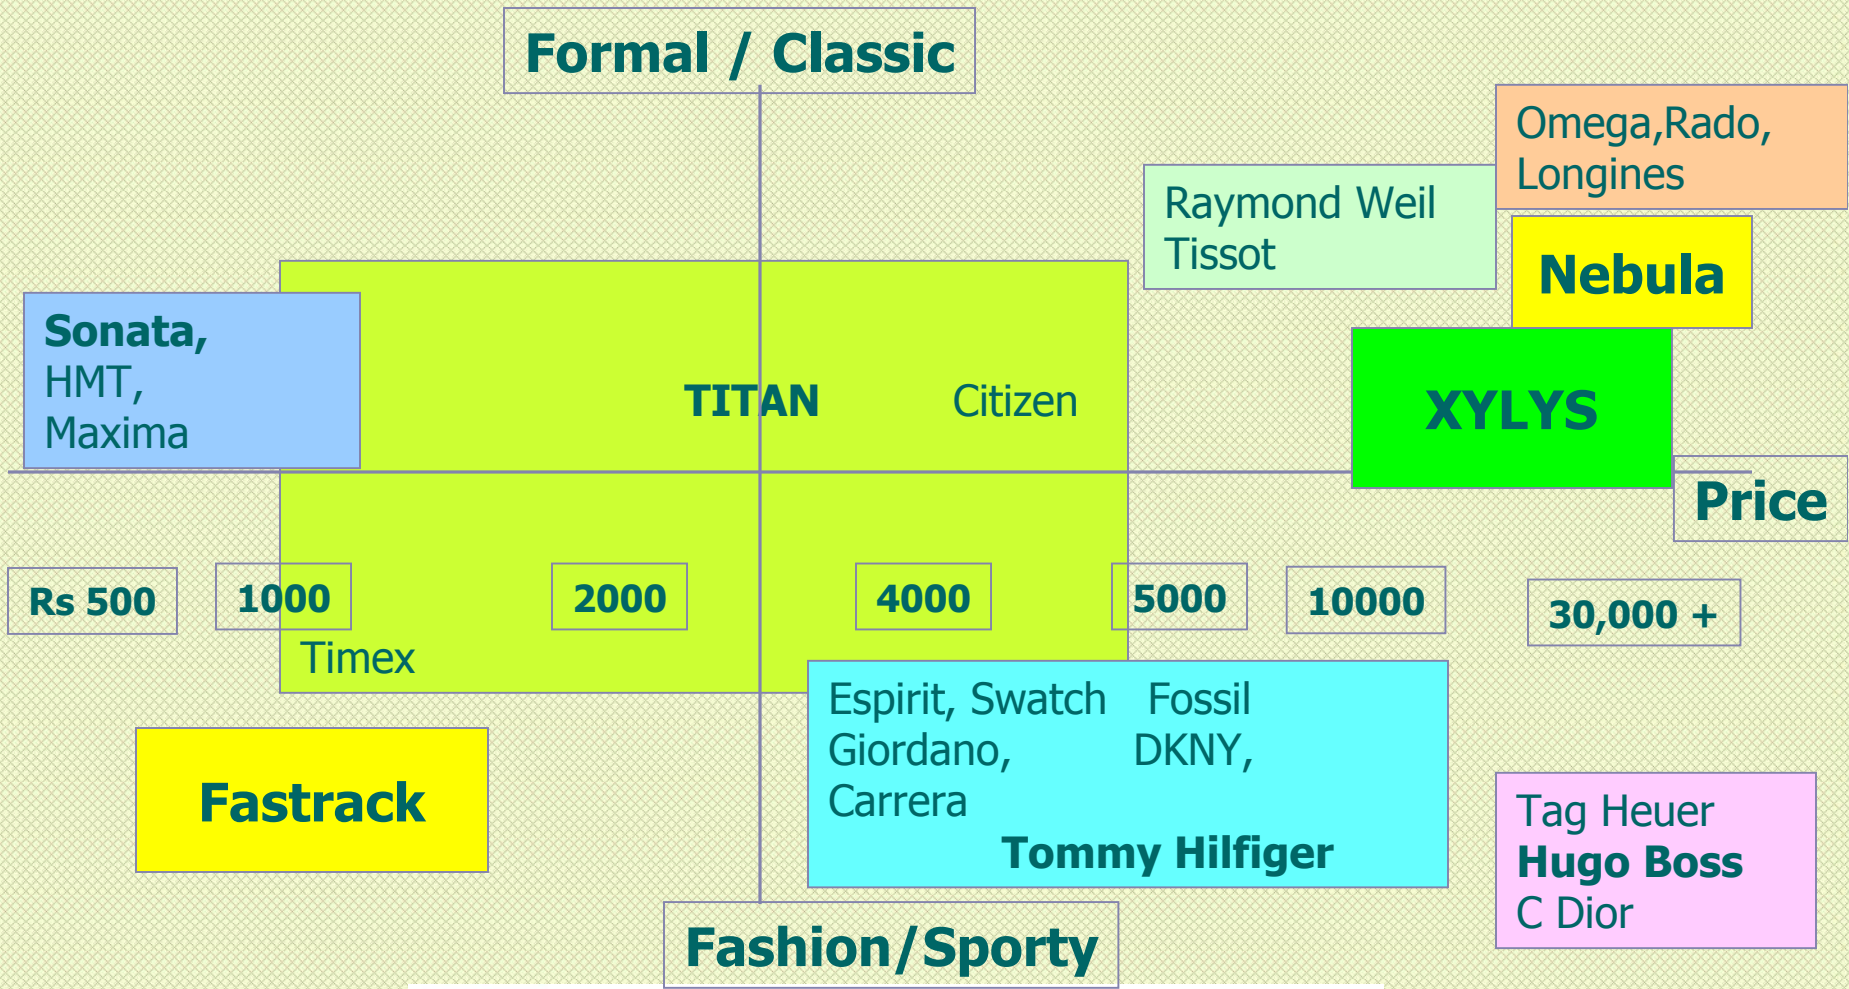 Formal / Classic
Omega,Rado,
Longines
Raymond Weil
Tissot
Nebula
Sonata,
HMT,
Maxima
TITAN
Citizen
XYLYS
Price
Rs 500
1000
2000
4000
5000
10000
30,000 +
Timex
Espirit, Swatch Fossil
Giordano, DKNY,
Carrera
Tommy Hilfiger
Fastrack
Tag Heuer
Hugo Boss
C Dior
Fashion/Sporty